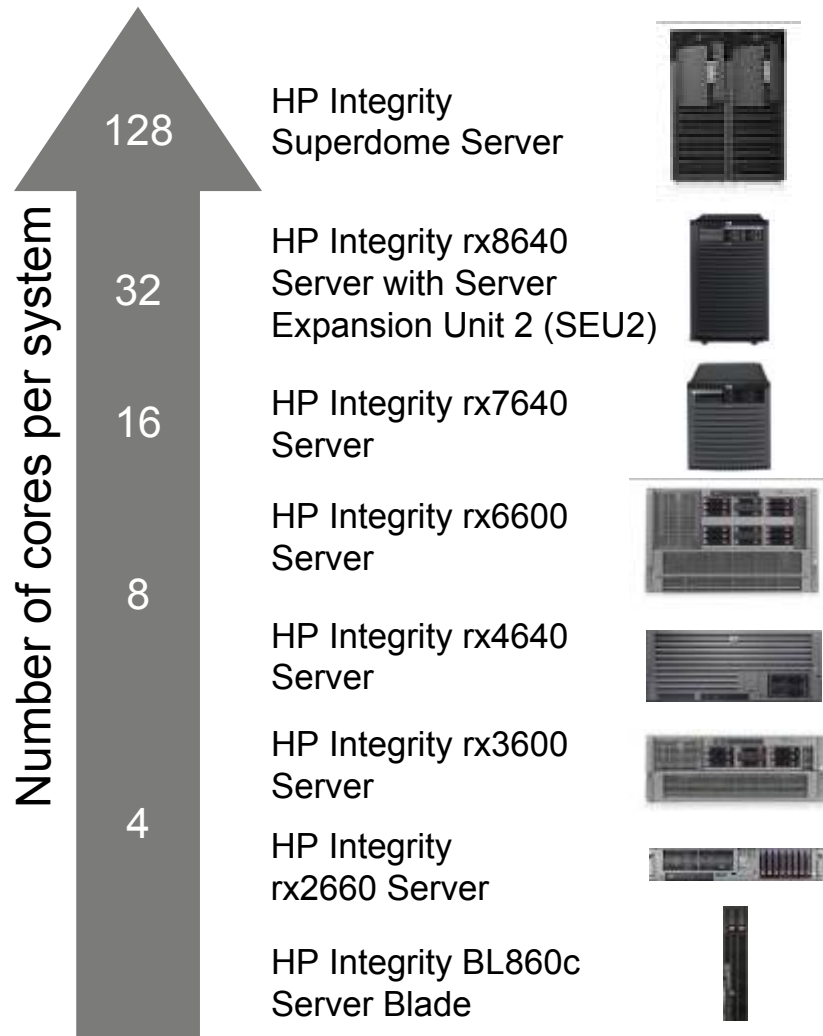 Number of cores per system
128
HP Integrity
Superdome Server
32
HP Integrity rx8640
Server with Server
Expansion Unit 2 (SEU2)
16
HP Integrity rx7640
Server
8
HP Integrity rx6600
Server
HP Integrity rx4640
Server
4
HP Integrity rx3600
Server
HP Integrity
rx2660 Server
HP Integrity BL860c
Server Blade